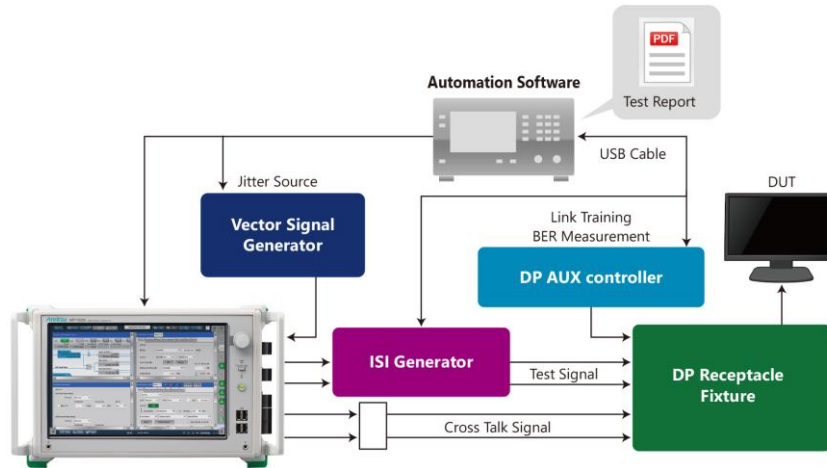 PDF
Automation Software
Test Report
USB Cable
Jitter Source
DUT
Vector Signal
Generator
Link Training
BER Measurement
DP AUX controller
ISI Generator
Test Signal
DP Receptacle
Fixture
Cross Talk Signal